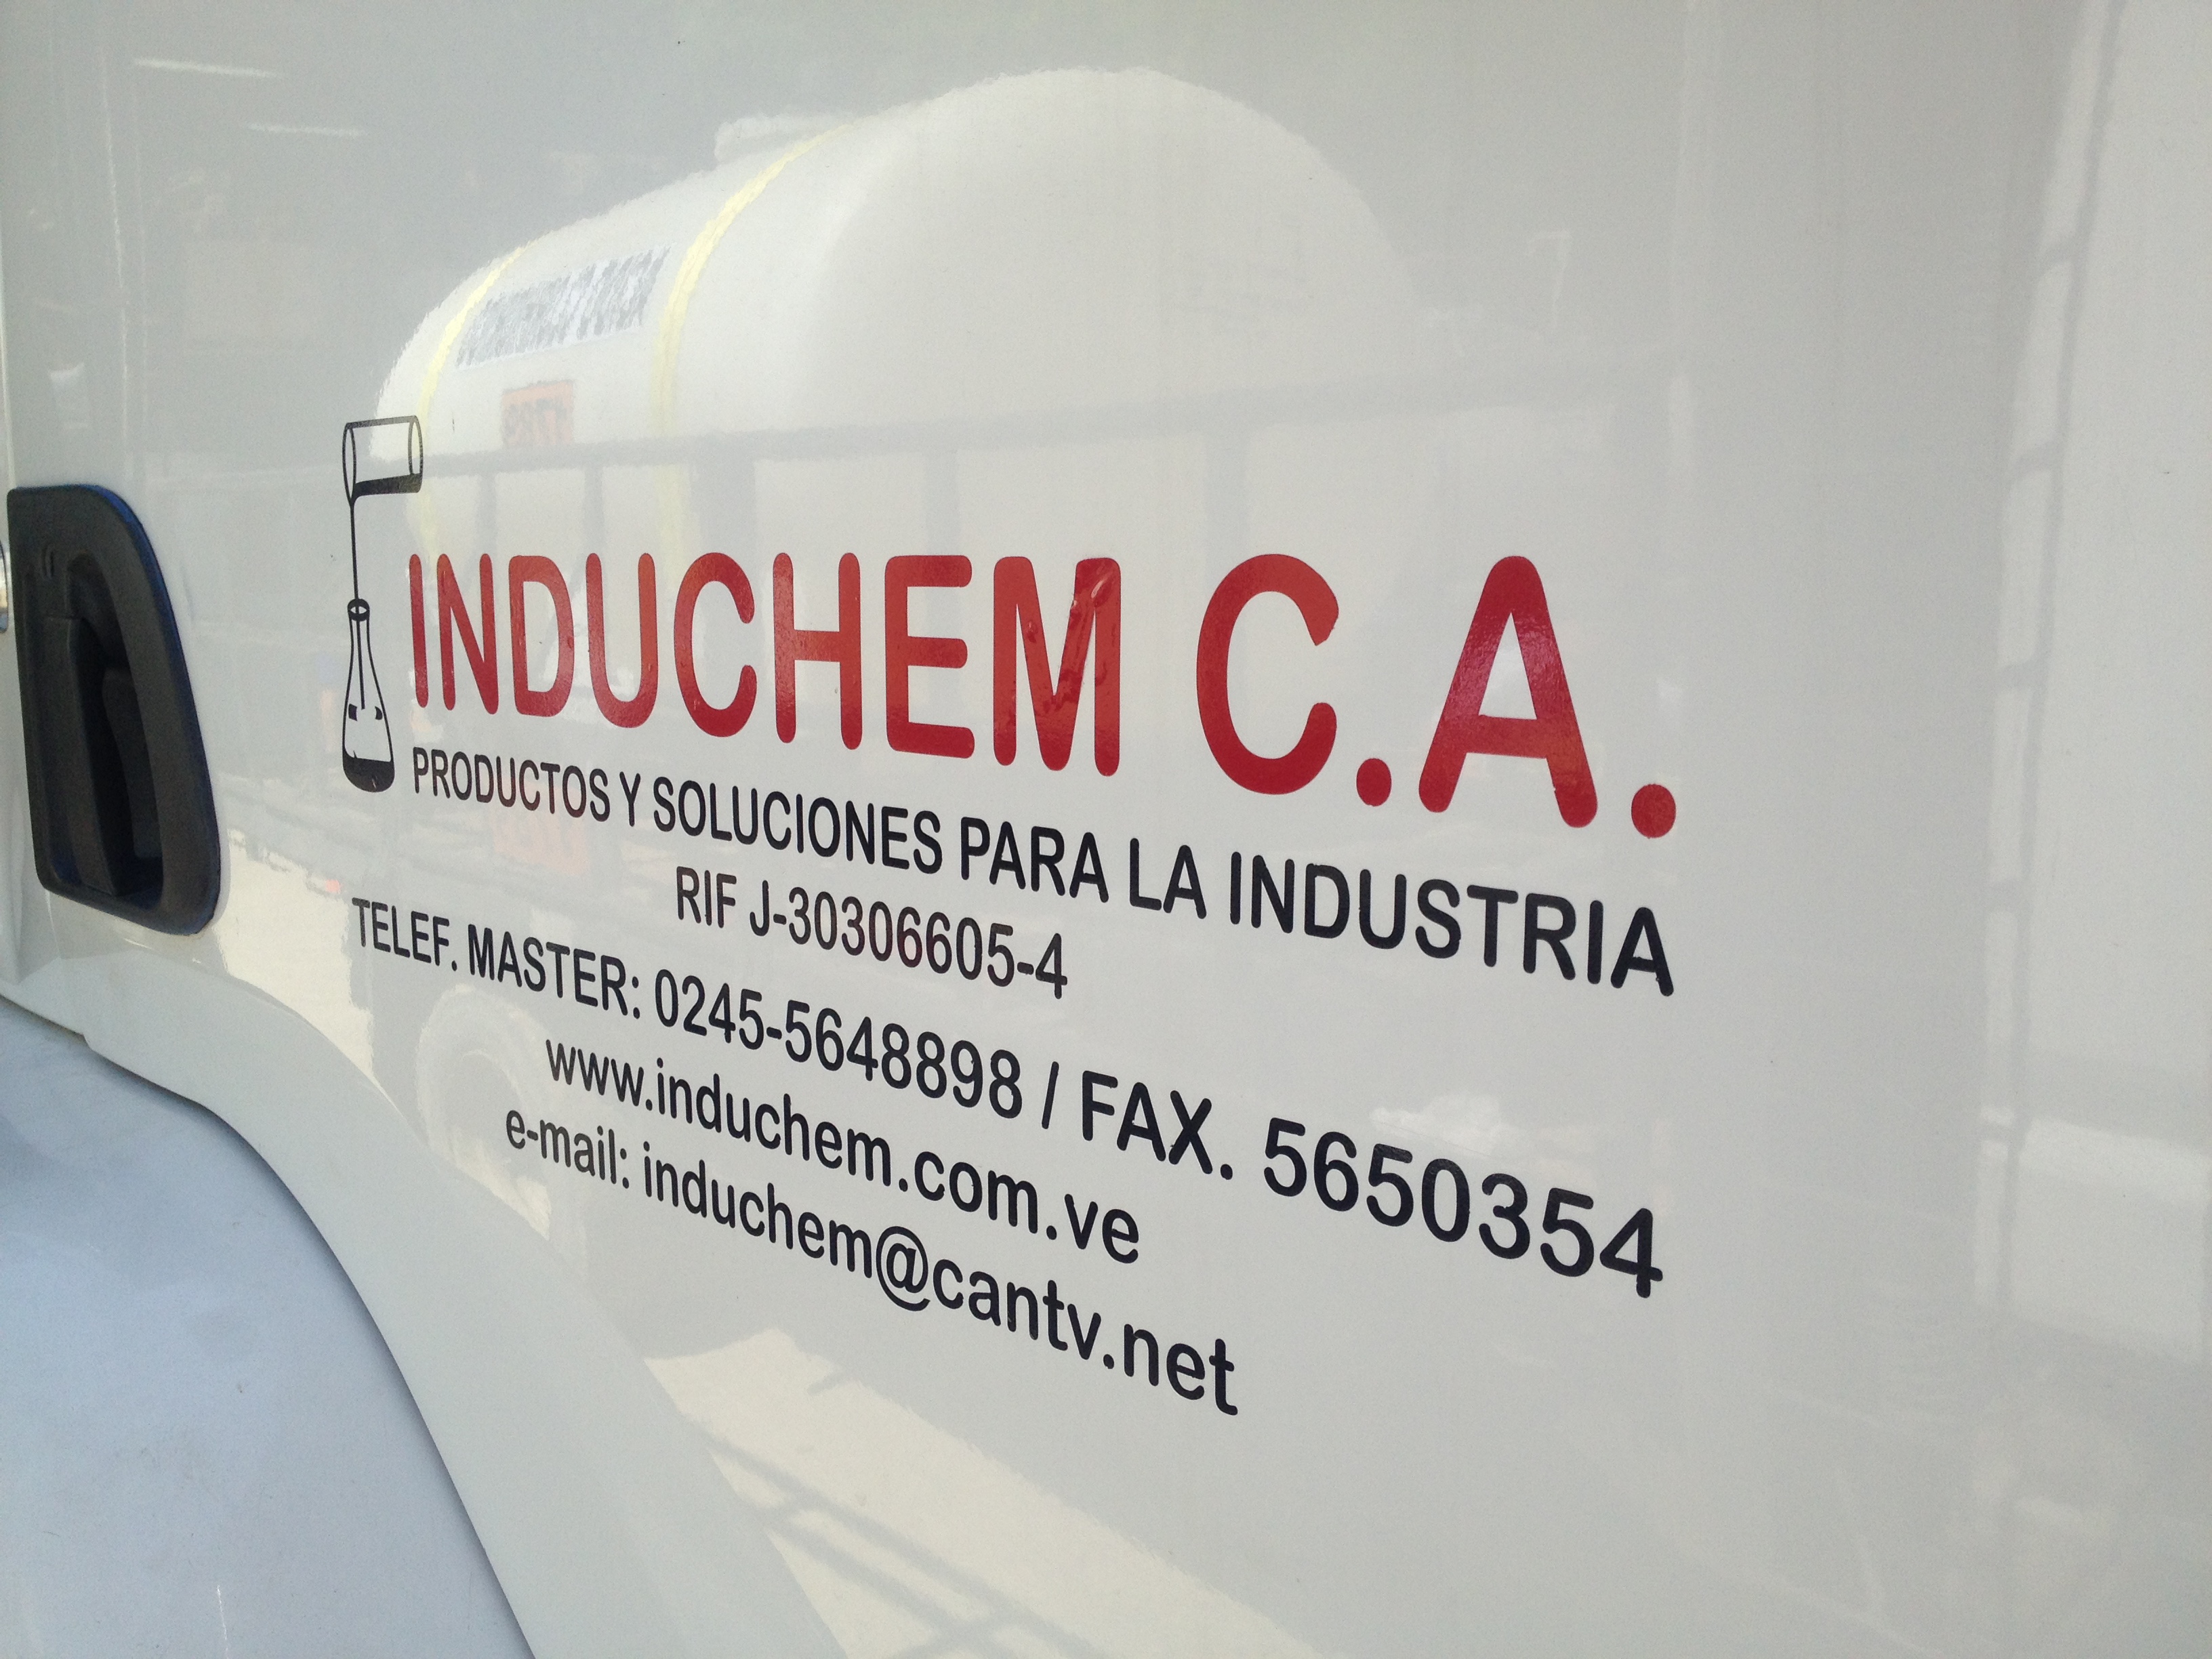 INDUCHEM C.A.
PRODUCTOS Y SOLUCIONES PARA LA INDUSTRIA
RIF J-30306605-4
TELEF. MASTER: 0245-5648898 / FAX. 5650354
www.induchem.com.ve
e-mail: induchem@cantv.net